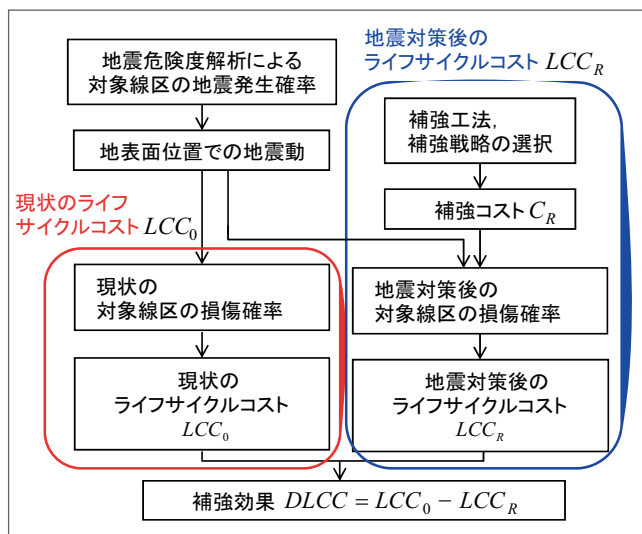 地震危険度解析による
対象線区の地震発生確率
地表面位置での地震動
現状のライフ
サイクルコスト LCC₀
現状の
対象線区の損傷確率
現状の
ライフサイクルコスト
LCC₀
地震対策後の
ライフサイクルコスト LCC_R
補強工法,
補強戦略の選択
補強コスト C_R
地震対策後の
対象線区の損傷確率
地震対策後の
ライフサイクルコスト
LCC_R
補強効果 DLCC = LCC₀ − LCC_R